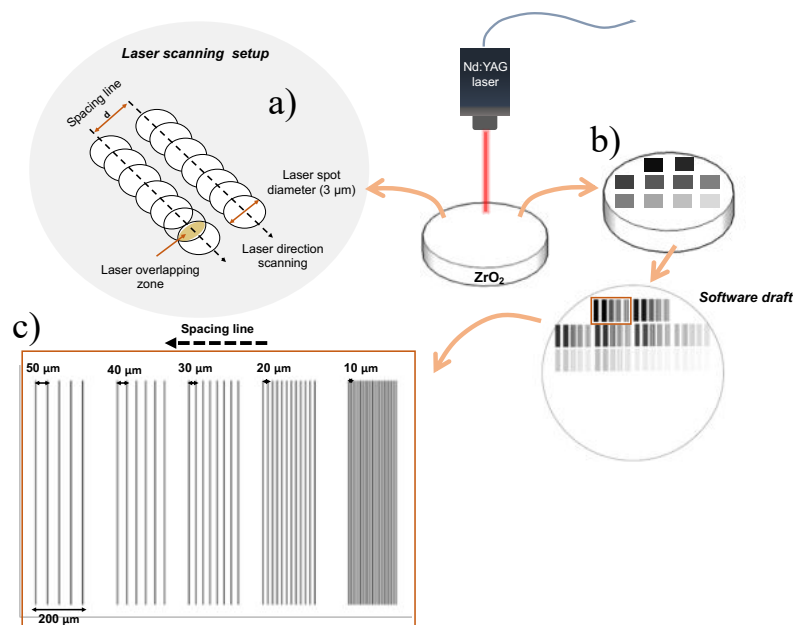 Laser scanning setup
a)
Spacing line
d
Laser spot
diameter (3 µm)
Laser direction
scanning
Laser overlapping
zone
Nd:YAG
laser
ZrO2
b)
Software draft
c)
Spacing line
50 µm
40 µm
30 µm
20 µm
10 µm
200 µm